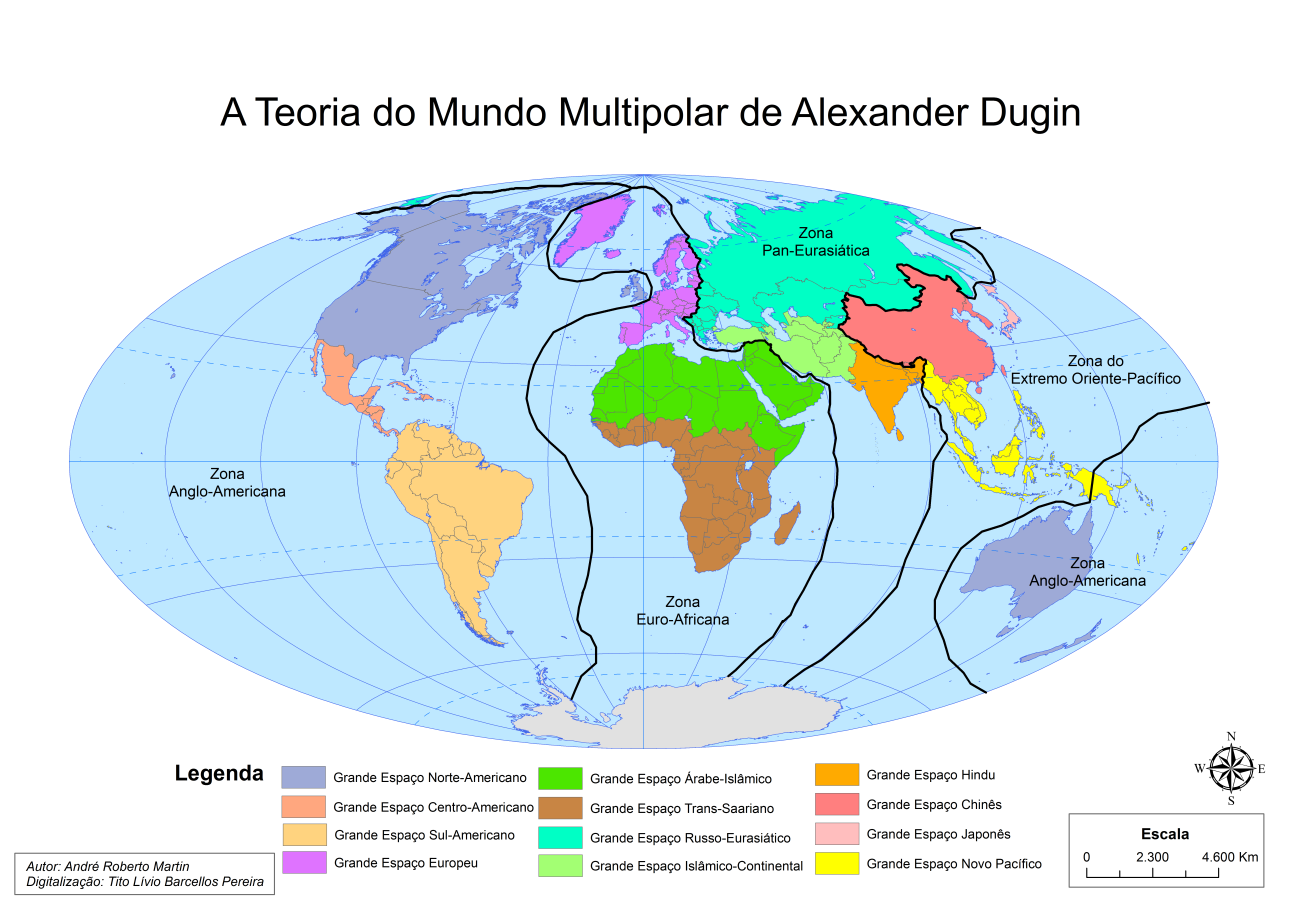 A Teoria do Mundo Multipolar de Alexander Dugin
Zona
Pan-Eurasiática
Zona do
Extremo Oriente-Pacífico
Zona
Anglo-Americana
Zona
Anglo-Americana
Zona
Euro-Africana
Legenda
Grande Espaço Norte-Americano
Grande Espaço Centro-Americano
Grande Espaço Sul-Americano
Grande Espaço Europeu
Grande Espaço Árabe-Islâmico
Grande Espaço Trans-Saariano
Grande Espaço Russo-Eurasiático
Grande Espaço Islâmico-Continental
Grande Espaço Hindu
Grande Espaço Chinês
Grande Espaço Japonês
Grande Espaço Novo Pacífico
N
W
E
S
Escala
0 2.300 4.600 Km
Autor: André Roberto Martin
Digitalização: Tito Lívio Barcellos Pereira